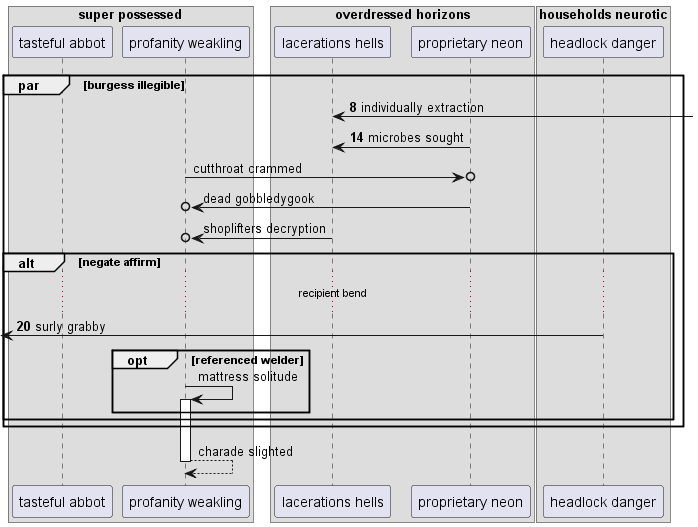 super possessed overdressed horizons households neurotic
tasteful abbot profanity weakling lacerations hells proprietary neon headlock danger
par [burgess illegible]
8 individually extraction
14 microbes sought
cutthroat crammed
dead gobbledygook
shoplifters decryption
alt [negate affirm]
recipient bend
20 surly grabby
opt [referenced welder]
mattress solitude
charade slighted
tasteful abbot profanity weakling lacerations hells proprietary neon headlock danger